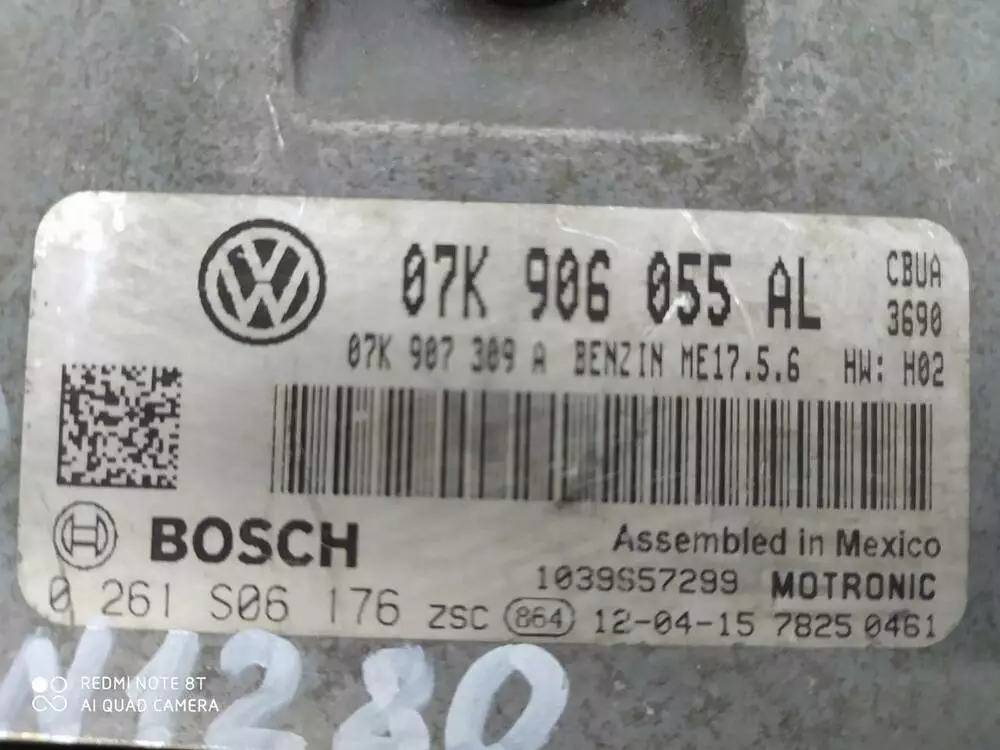 07K 906 055 AL
CBUA
3690
07K 907 309 A BENZIN ME17.5.6 HW: H02
BOSCH
Assembled in Mexico
1039S57299 MOTRONIC
0 261 S06 176 ZSC 864 12-04-15 7825 0461
N1280
REDMI NOTE 8T
AI QUAD CAMERA